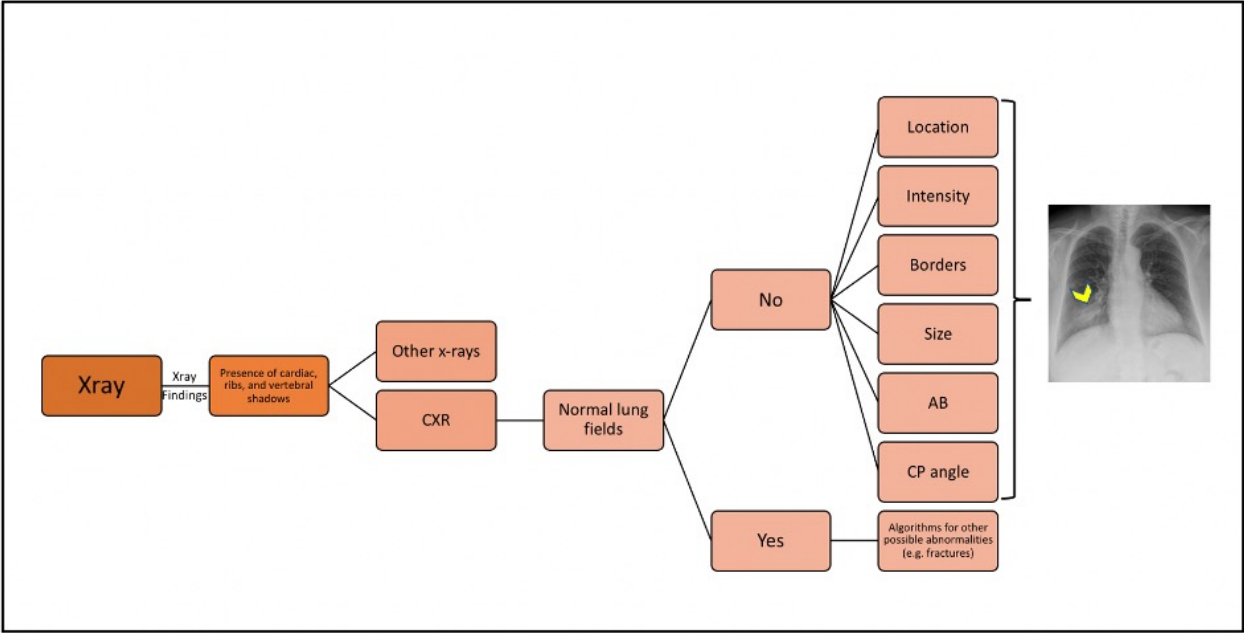 Xray
Xray
Findings
Presence of cardiac,
ribs, and vertebral
shadows
Other x-rays
CXR
Normal lung
fields
No
Yes
Location
Intensity
Borders
Size
AB
CP angle
Algorithms for other
possible abnormalities
(e.g. fractures)